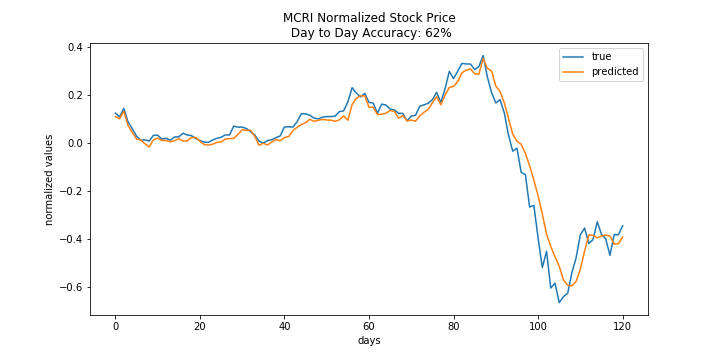 MCRI Normalized Stock Price
Day to Day Accuracy: 62%
true
predicted
normalized values
0.4
0.2
0.0
−0.2
−0.4
−0.6
0 20 40 60 80 100 120
days